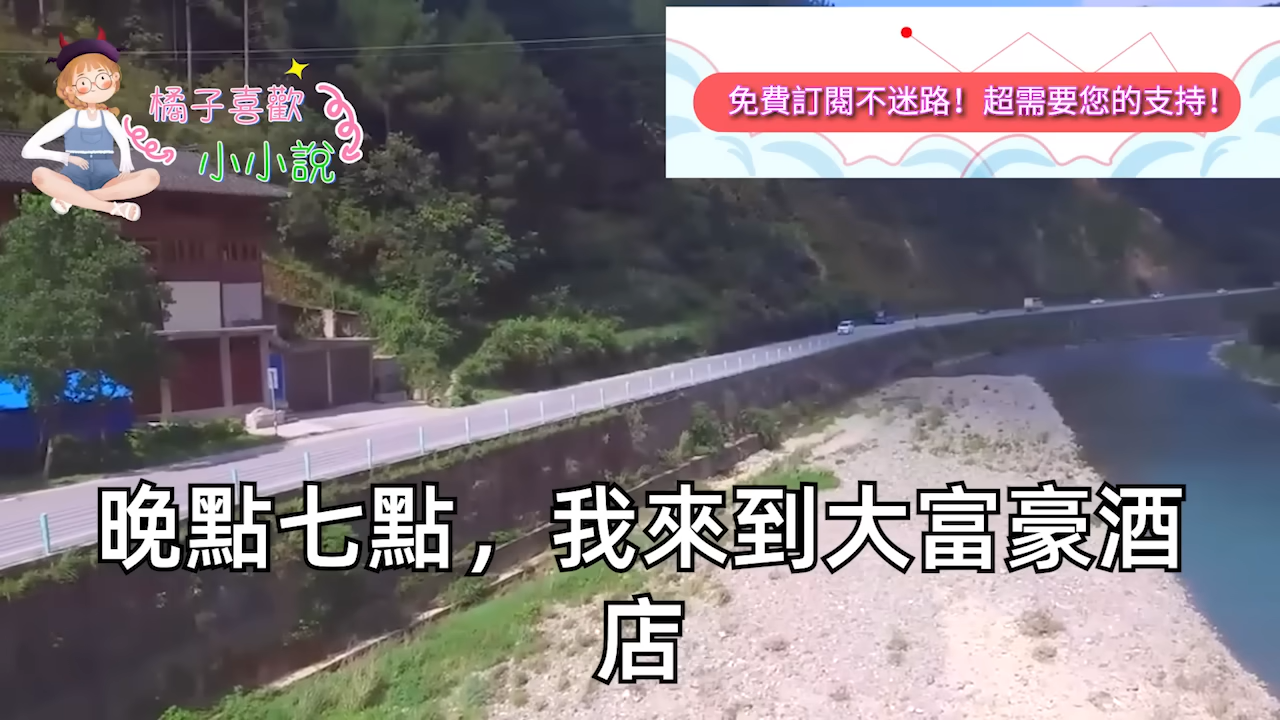 橘子喜歡
小小說
免費訂閱不迷路！超需要您的支持！
晚點七點，我來到大富豪酒
店